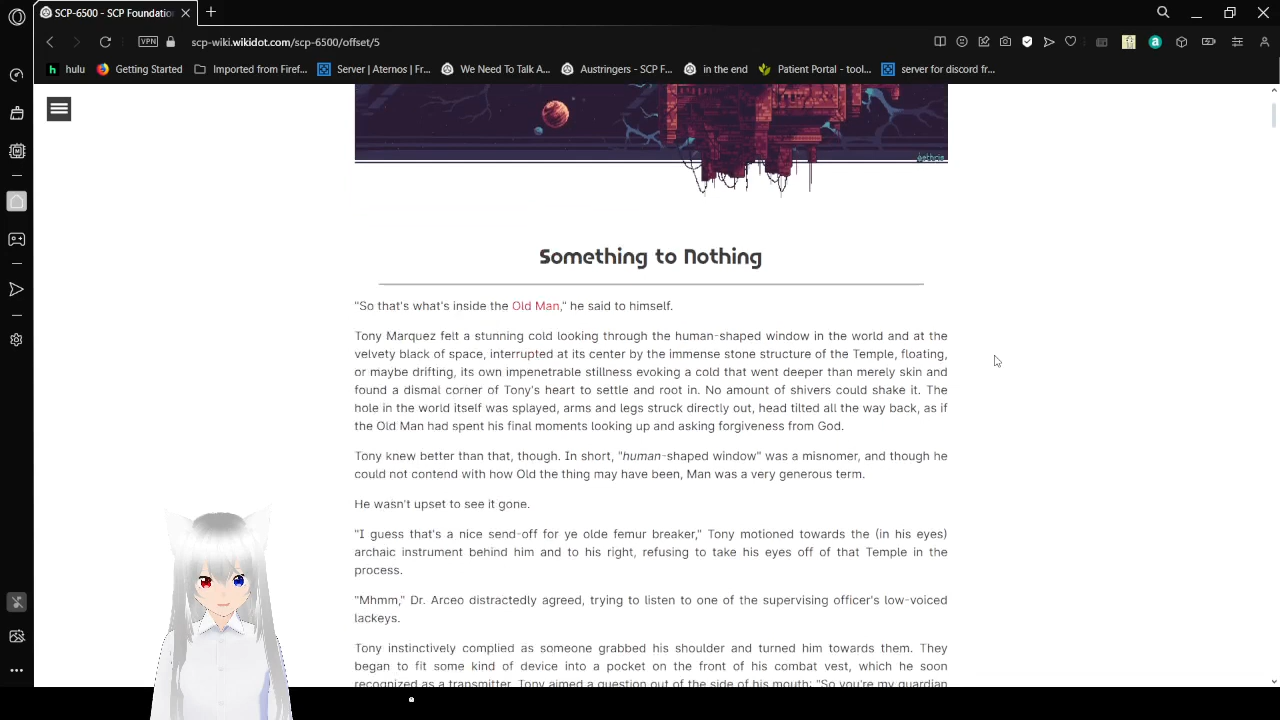 SCP-6500 - SCP Foundatio
VPN
scp-wiki.wikidot.com/scp-6500/offset/5
hulu
Getting Started
Imported from Firef...
Server | Aternos | Fr...
We Need To Talk A...
Austringers - SCP F...
in the end
Patient Portal - tool...
server for discord fr...
Something to Nothing
"So that's what's inside the Old Man," he said to himself.
Tony Marquez felt a stunning cold looking through the human-shaped window in the world and at the
velvety black of space, interrupted at its center by the immense stone structure of the Temple, floating,
or maybe drifting, its own impenetrable stillness evoking a cold that went deeper than merely skin and
found a dismal corner of Tony's heart to settle and root in. No amount of shivers could shake it. The
hole in the world itself was splayed, arms and legs struck directly out, head tilted all the way back, as if
the Old Man had spent his final moments looking up and asking forgiveness from God.
Tony knew better than that, though. In short, "human-shaped window" was a misnomer, and though he
could not contend with how Old the thing may have been, Man was a very generous term.
He wasn't upset to see it gone.
"I guess that's a nice send-off for ye olde femur breaker," Tony motioned towards the (in his eyes)
archaic instrument behind him and to his right, refusing to take his eyes off of that Temple in the
process.
"Mhmm," Dr. Arceo distractedly agreed, trying to listen to one of the supervising officer's low-voiced
lackeys.
Tony instinctively complied as someone grabbed his shoulder and turned him towards them. They
began to fit some kind of device into a pocket on the front of his combat vest, which he soon
recognized as a transmitter. Tony aimed a question out of the side of his mouth: "So you're my guardian